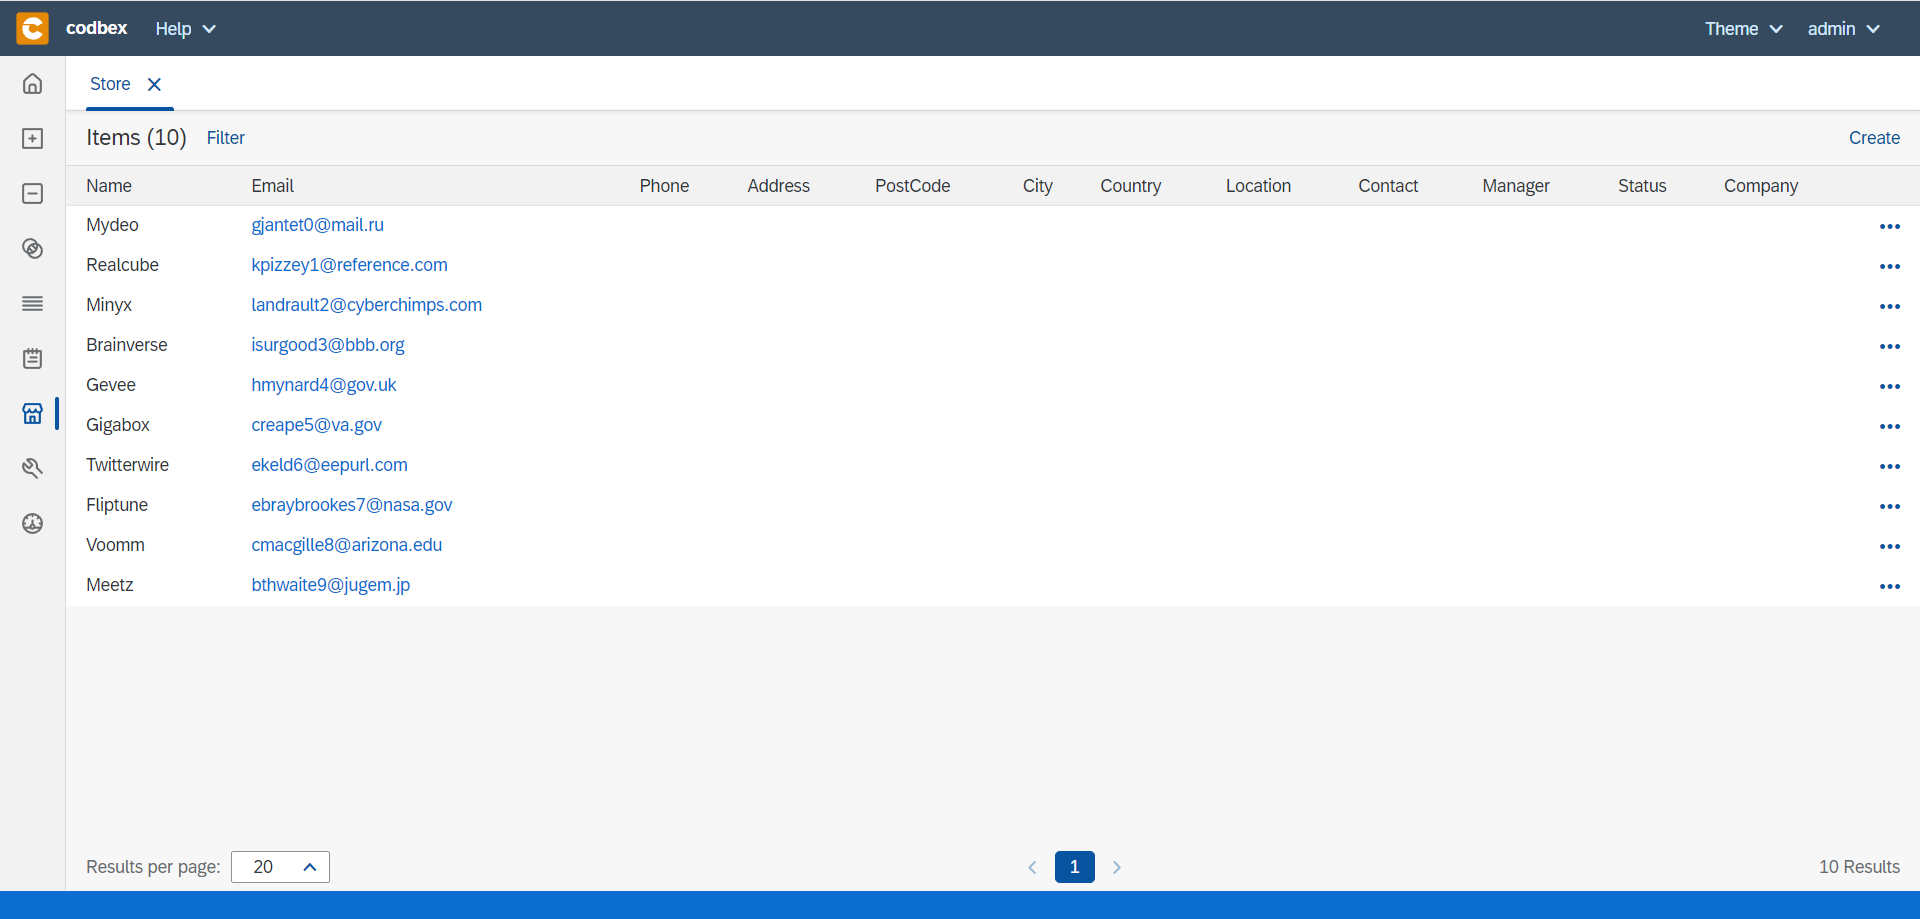 codbex Help Theme admin
Store
Items (10) Filter Create
Name Email Phone Address PostCode City Country Location Contact Manager Status Company
Mydeo gjantet0@mail.ru
Realcube kpizzey1@reference.com
Minyx landrault2@cyberchimps.com
Brainverse isurgood3@bbb.org
Gevee hmynard4@gov.uk
Gigabox creape5@va.gov
Twitterwire ekeld6@eepurl.com
Fliptune ebraybrookes7@nasa.gov
Voomm cmacgille8@arizona.edu
Meetz bthwaite9@jugem.jp
Results per page: 20 1 10 Results